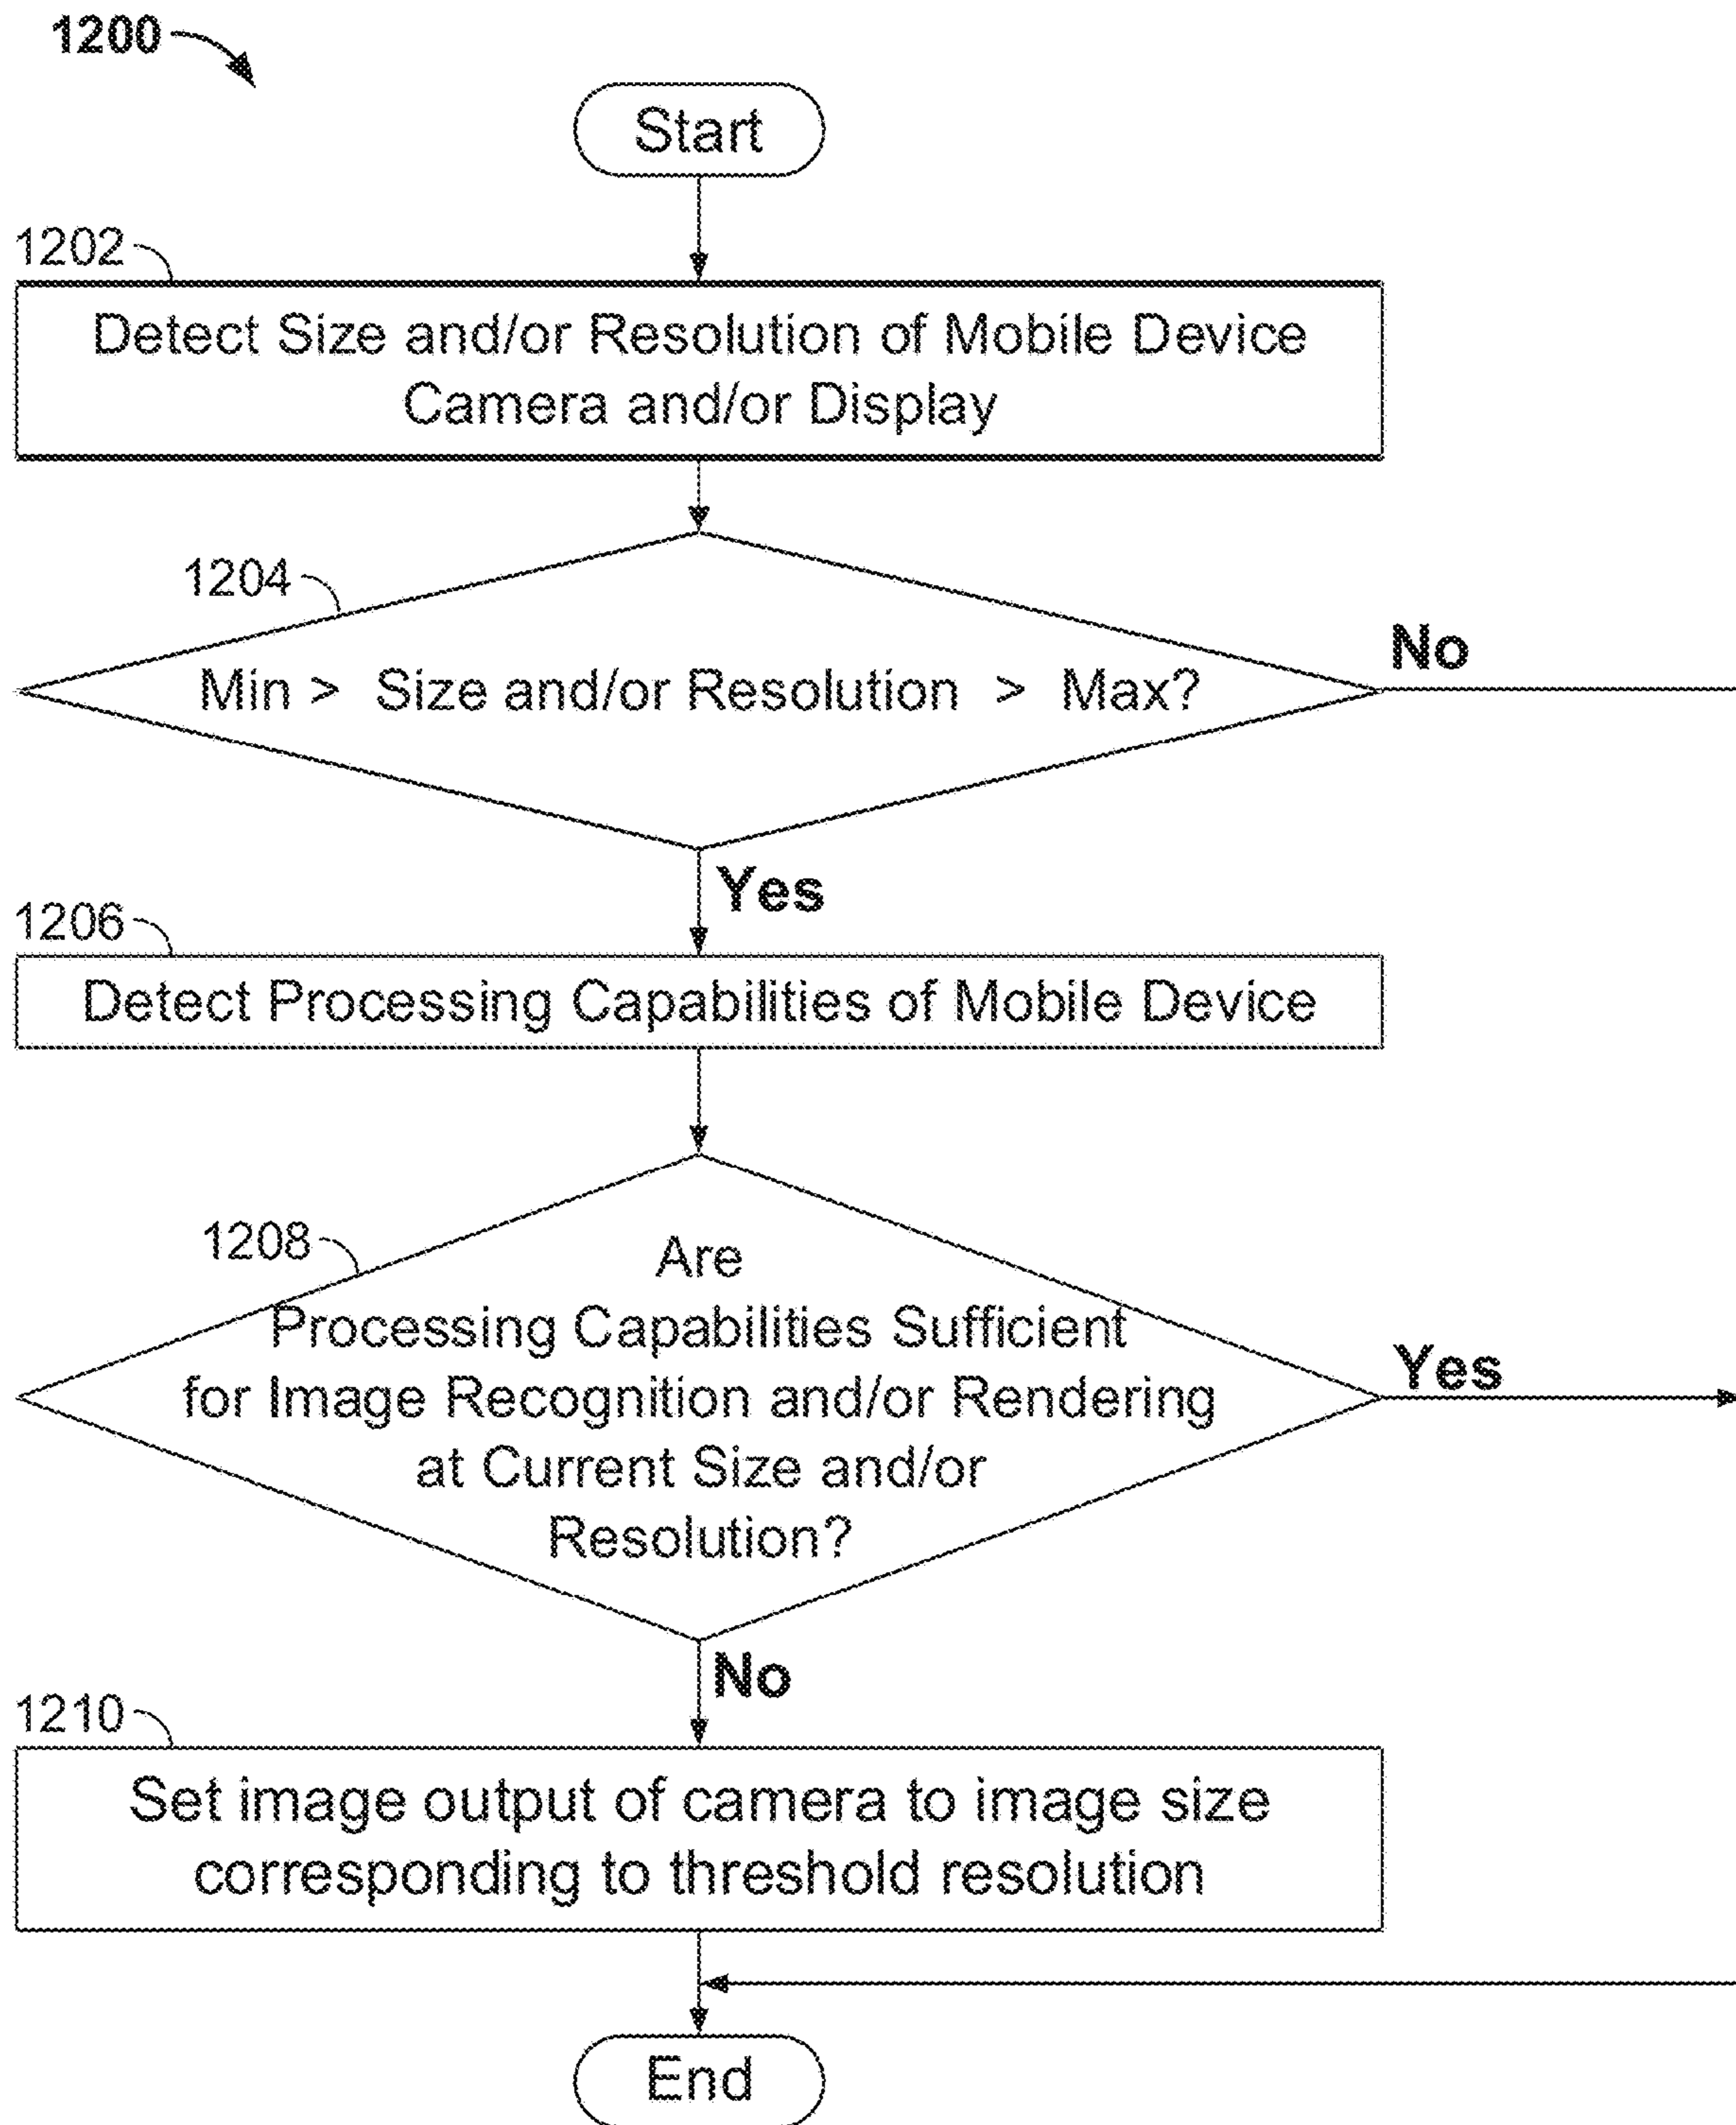 1200
Start
1202
Detect Size and/or Resolution of Mobile Device
Camera and/or Display
1204
Min > Size and/or Resolution > Max?
No
Yes
1206
Detect Processing Capabilities of Mobile Device
1208
Are
Processing Capabilities Sufficient
for Image Recognition and/or Rendering
at Current Size and/or
Resolution?
Yes
No
1210
Set image output of camera to image size
corresponding to threshold resolution
End